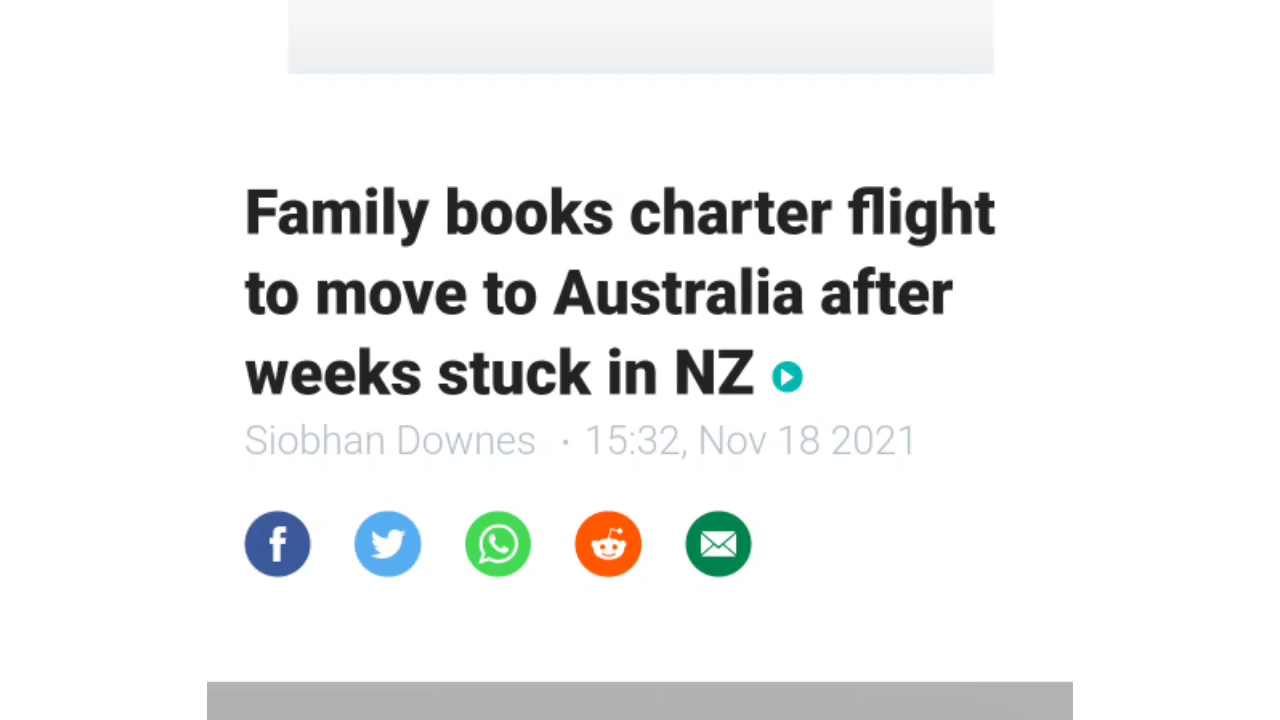 Family books charter flight
to move to Australia after
weeks stuck in NZ
Siobhan Downes · 15:32, Nov 18 2021